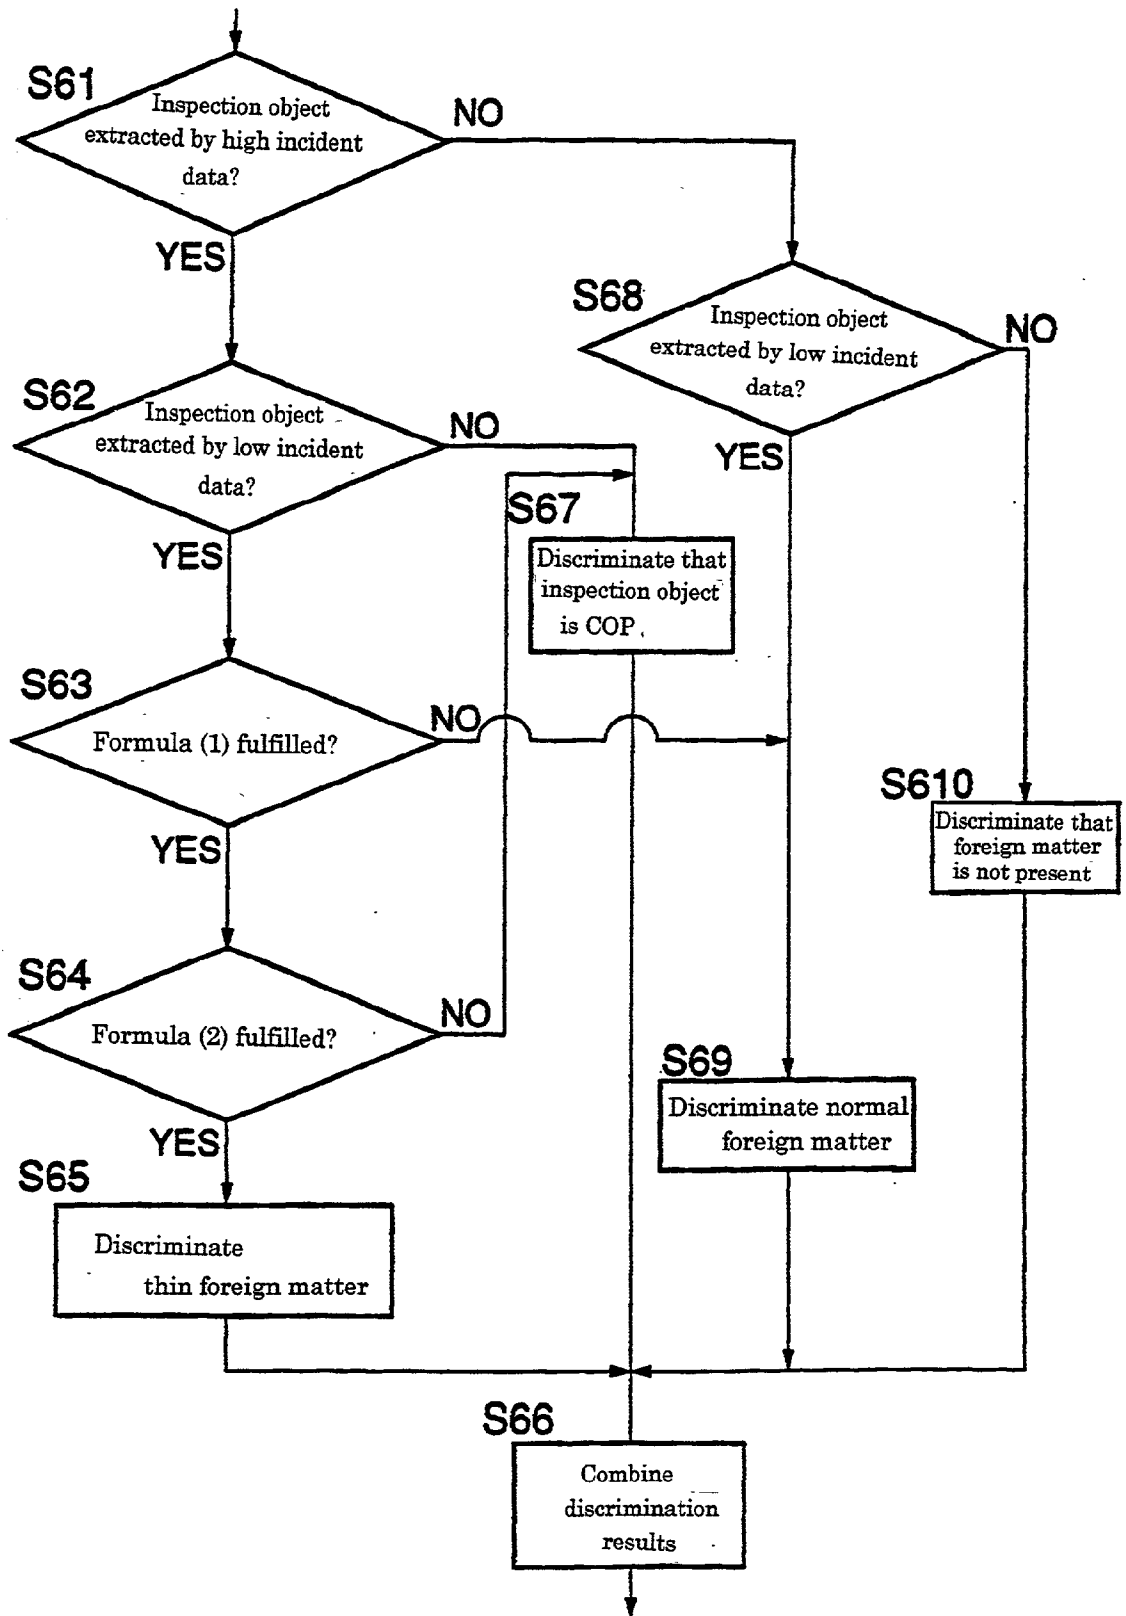 S61
Inspection object
extracted by high incident
data?
NO
YES
S68
Inspection object
extracted by low incident
data?
NO
YES
S62
Inspection object
extracted by low incident
data?
NO
YES
S67
Discriminate that
inspection object
is COP.
S63
Formula (1) fulfilled?
NO
YES
S610
Discriminate that
foreign matter
is not present
S64
Formula (2) fulfilled?
NO
YES
S69
Discriminate normal
foreign matter
S65
Discriminate
thin foreign matter
S66
Combine
discrimination
results